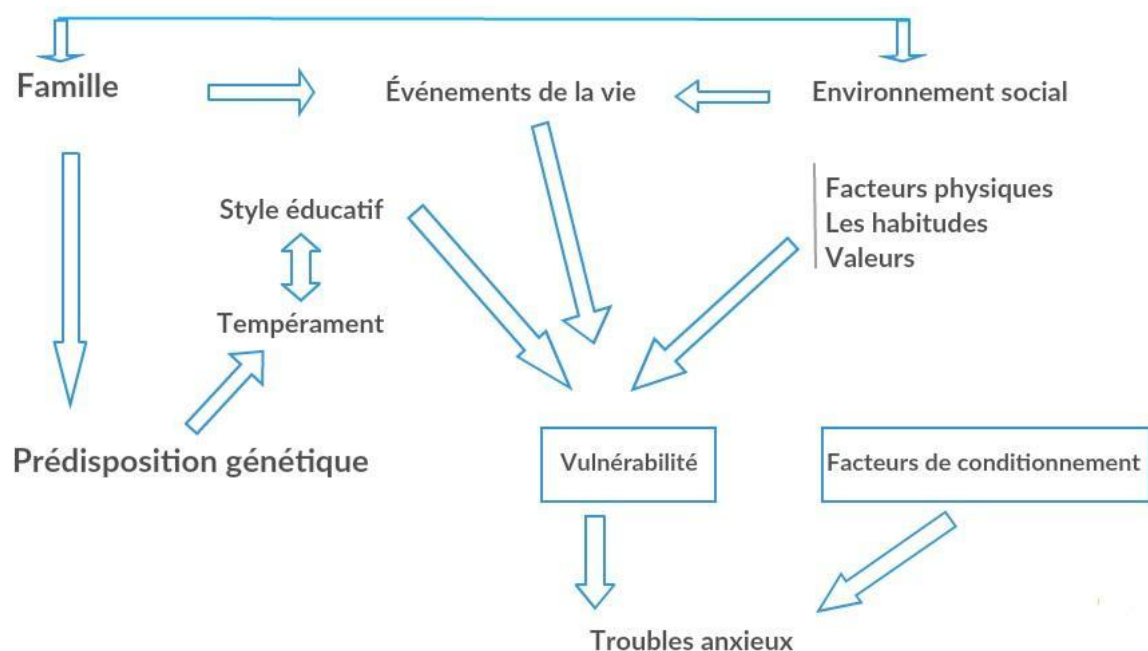 Famille
Événements de la vie
Environnement social
Facteurs physiques
Les habitudes
Valeurs
Style éducatif
Tempérament
Prédisposition génétique
Vulnérabilité
Facteurs de conditionnement
Troubles anxieux